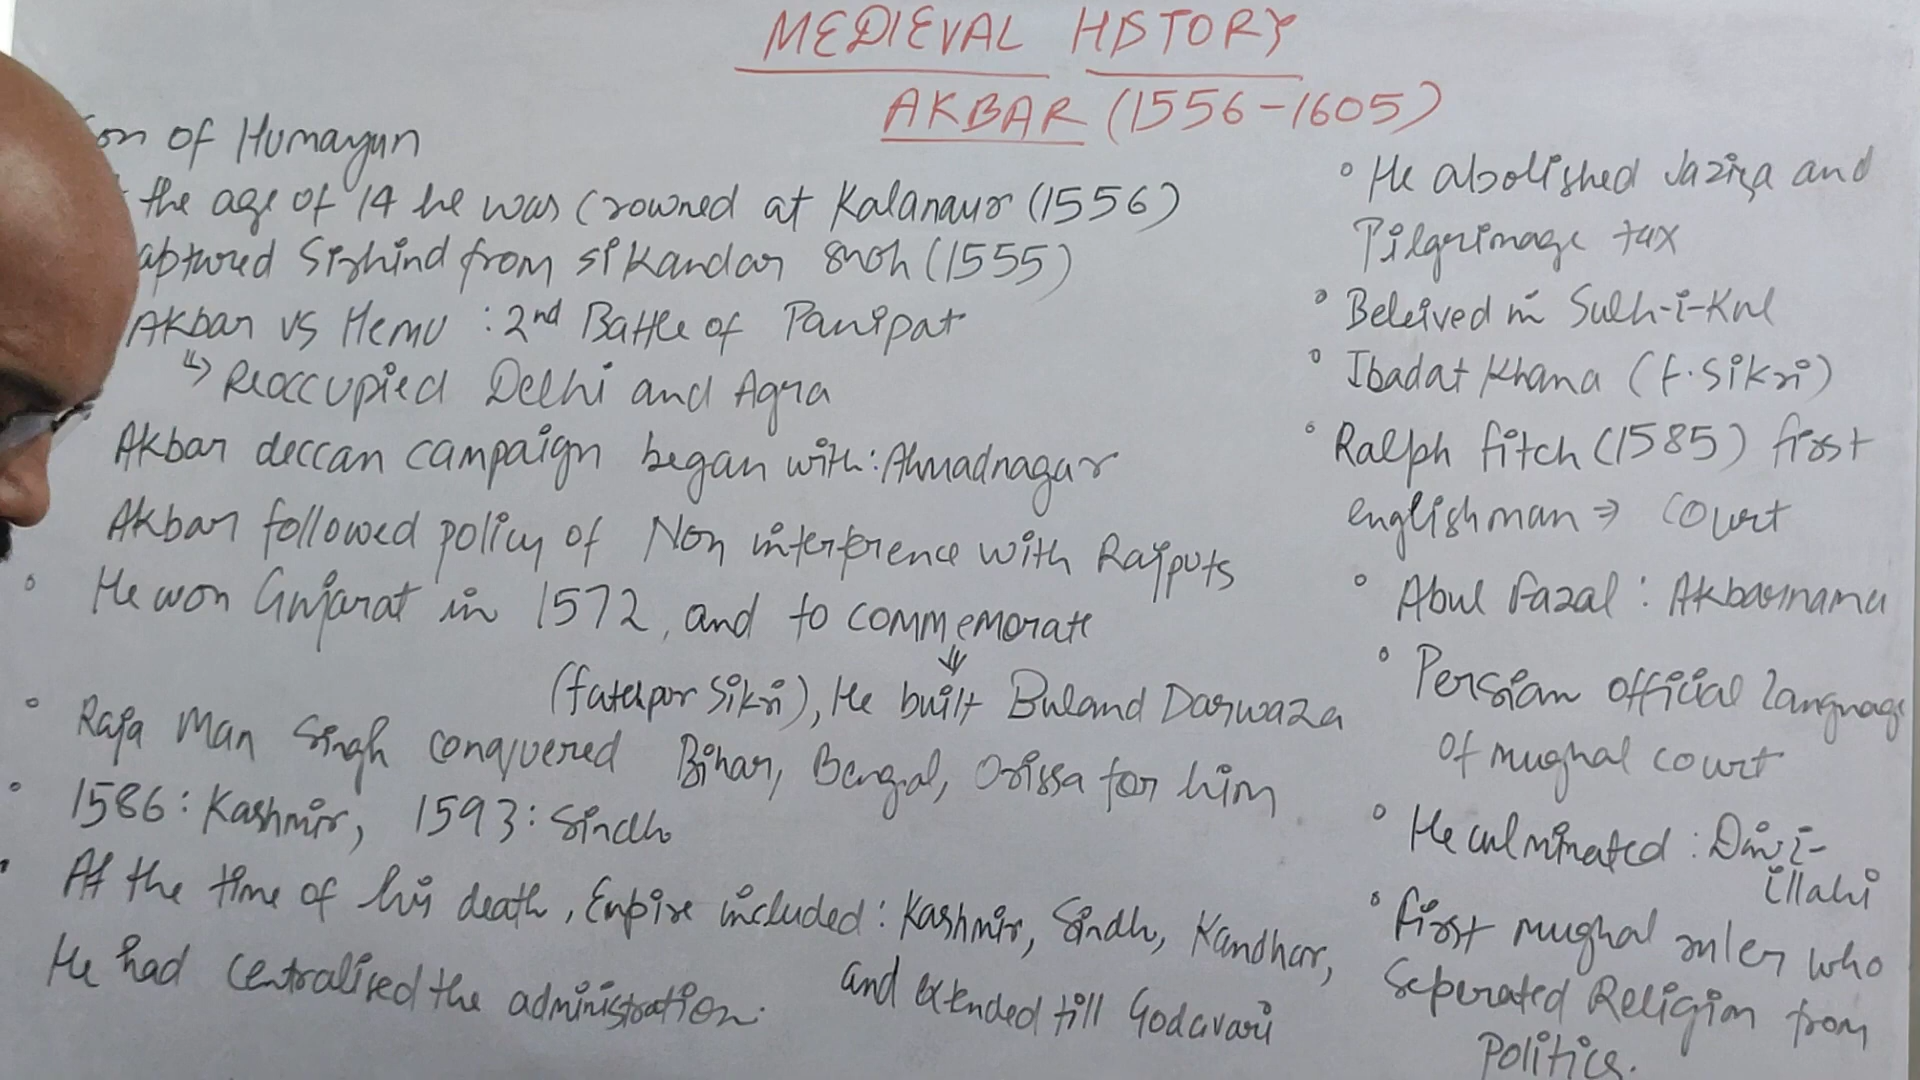 MEDIEVAL HISTORY
AKBAR (1556-1605)
on of Humayun
the age of 14 he was crowned at Kalanaur (1556)
aptured Sirhind from Sikandar shah (1555)
Akbar vs Hemu : 2nd Battle of Panipat
↳ Reoccupied Delhi and Agra
Akbar deccan campaign began with : Ahmadnagar
Akbar followed policy of Non interference with Rajputs
° He won Gujarat in 1572, and to commemorate
(fatehpur Sikri), He built Buland Darwaza
° Raja Man Singh conquered Bihar, Bengal, Orissa for him
° 1586 : Kashmir, 1593 : Sindh
• At the time of his death, Empire included : Kashmir, Sindh, Kandhar,
and extended till Godavari
He had centralised the administration.
° He abolished Jaziya and
Pilgrimage tax
° Beleived in Sulh-i-Kul
° Ibadat Khana (f. Sikri)
° Ralph fitch (1585) first
englishman ⇒ court
° Abul Fazal : Akbarnama
° Persian official language
of mughal court
° He culminated : Din-i-
illahi
° first mughal ruler who
Seperated Religion from
Politics.